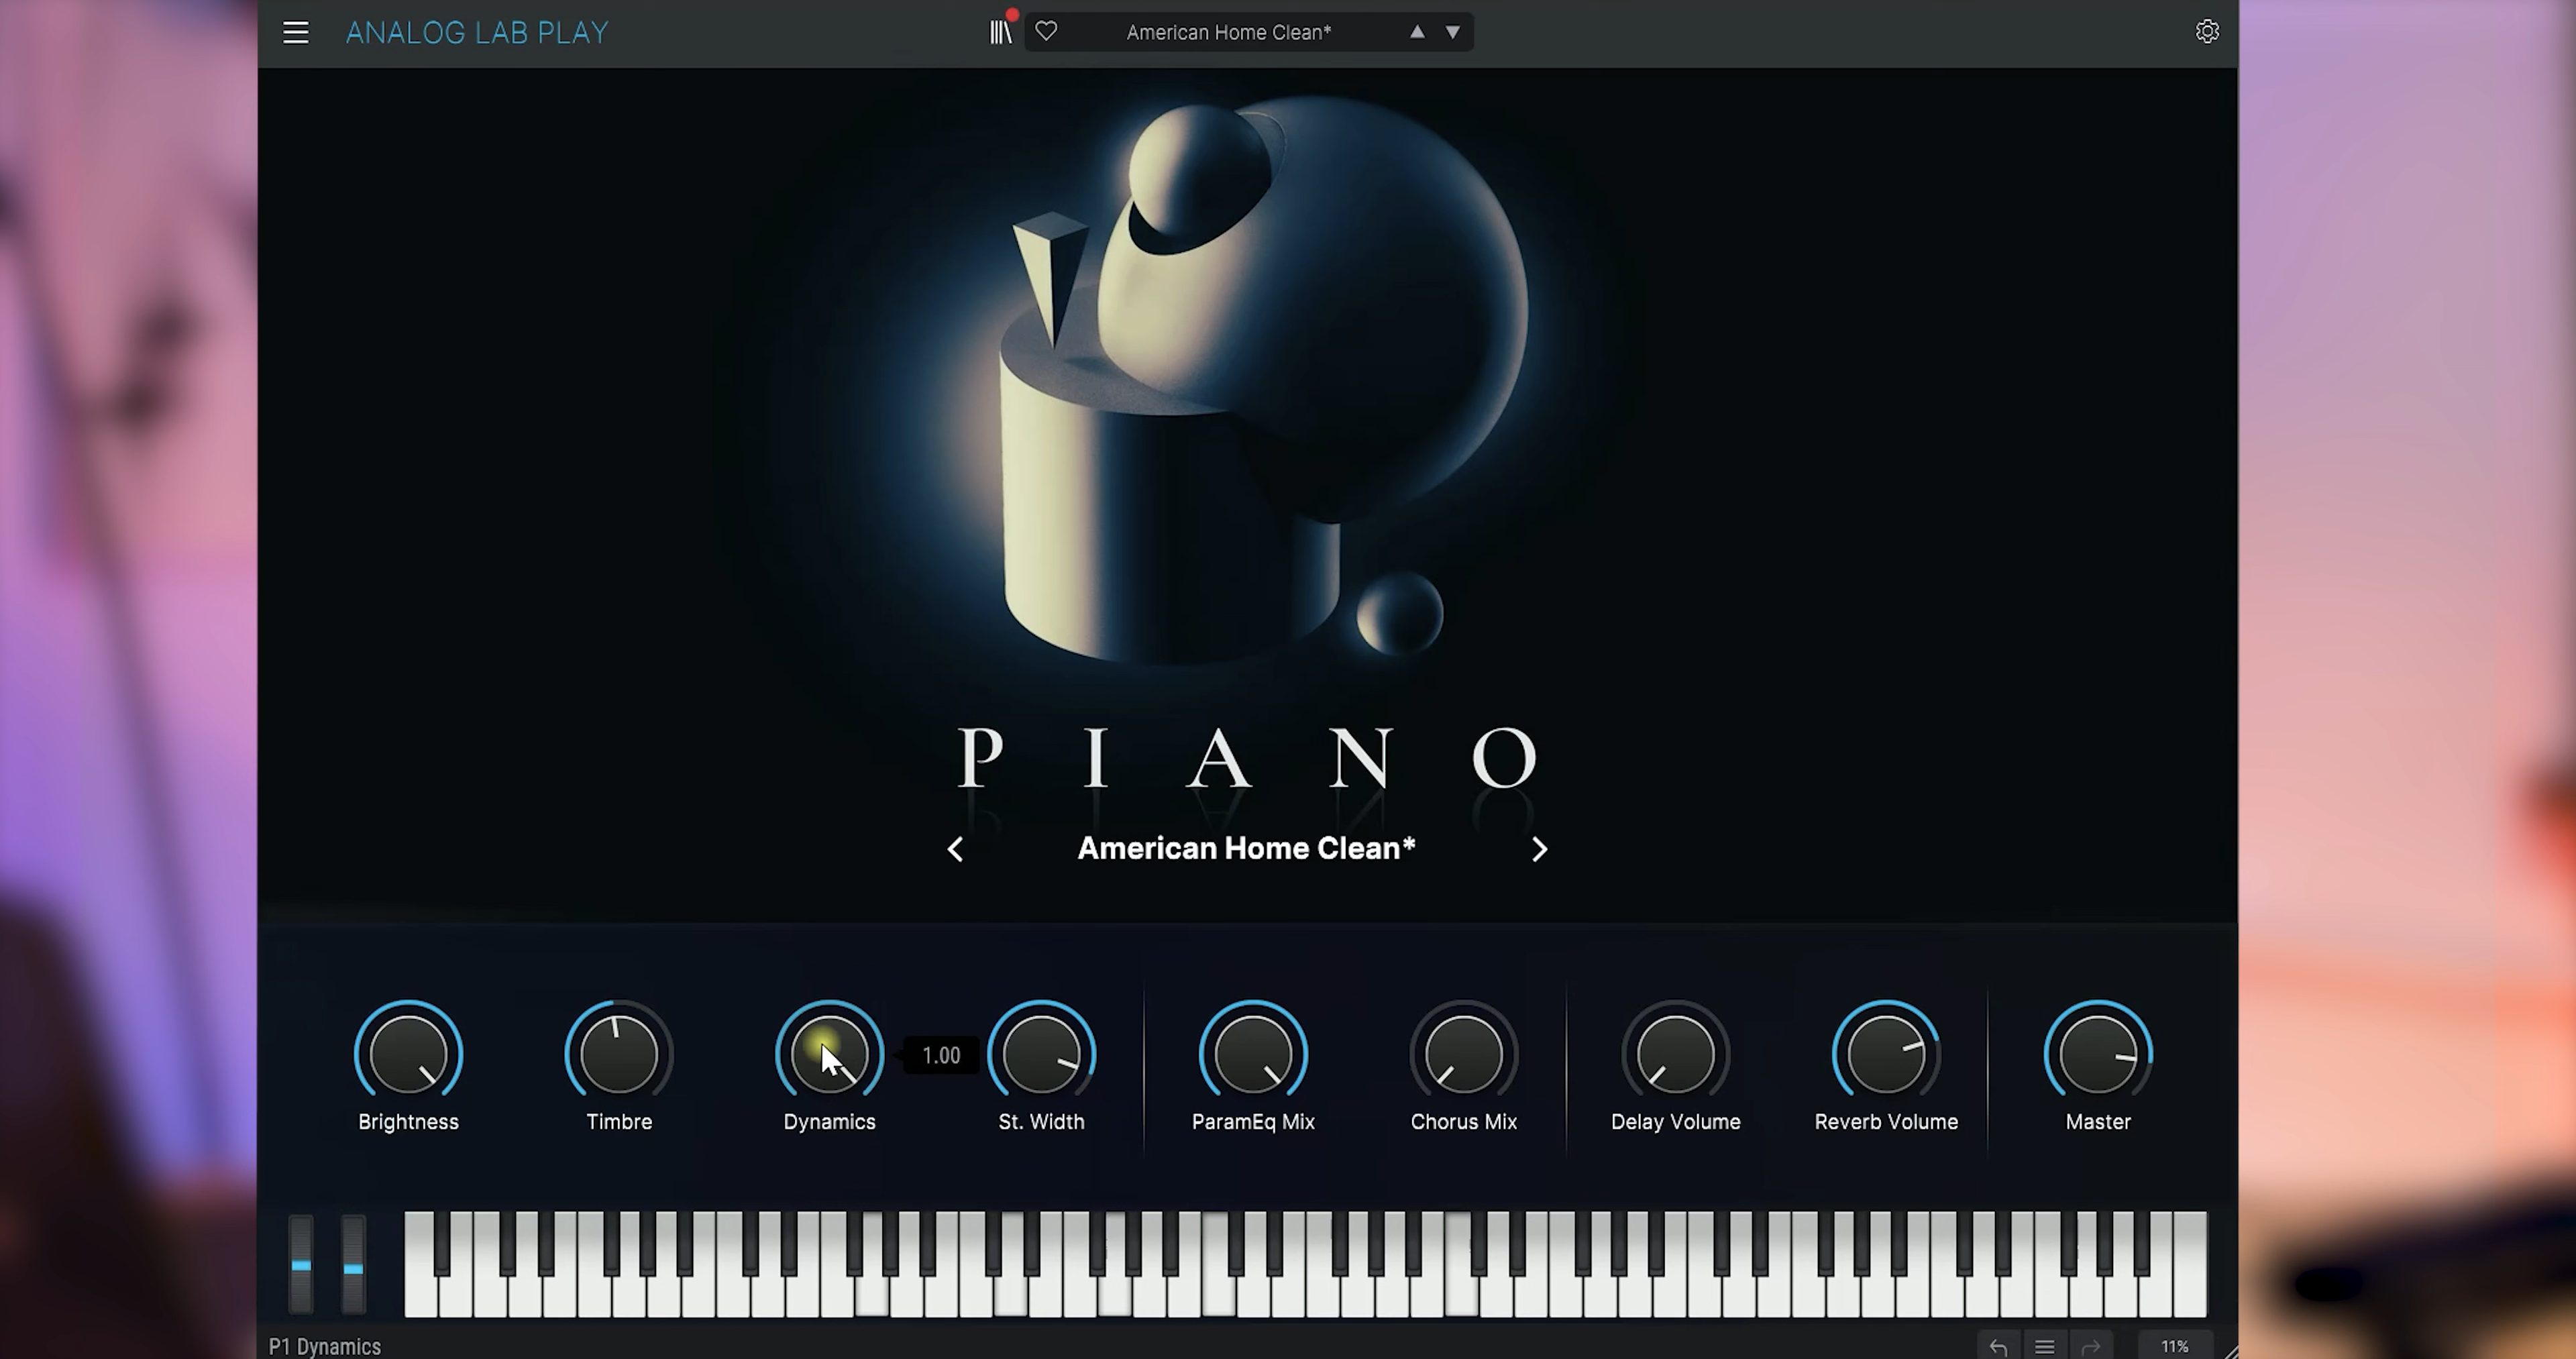 ANALOG LAB PLAY
American Home Clean*
PIANO
American Home Clean*
1.00
Brightness
Timbre
Dynamics
St. Width
ParamEq Mix
Chorus Mix
Delay Volume
Reverb Volume
Master
P1 Dynamics
11%